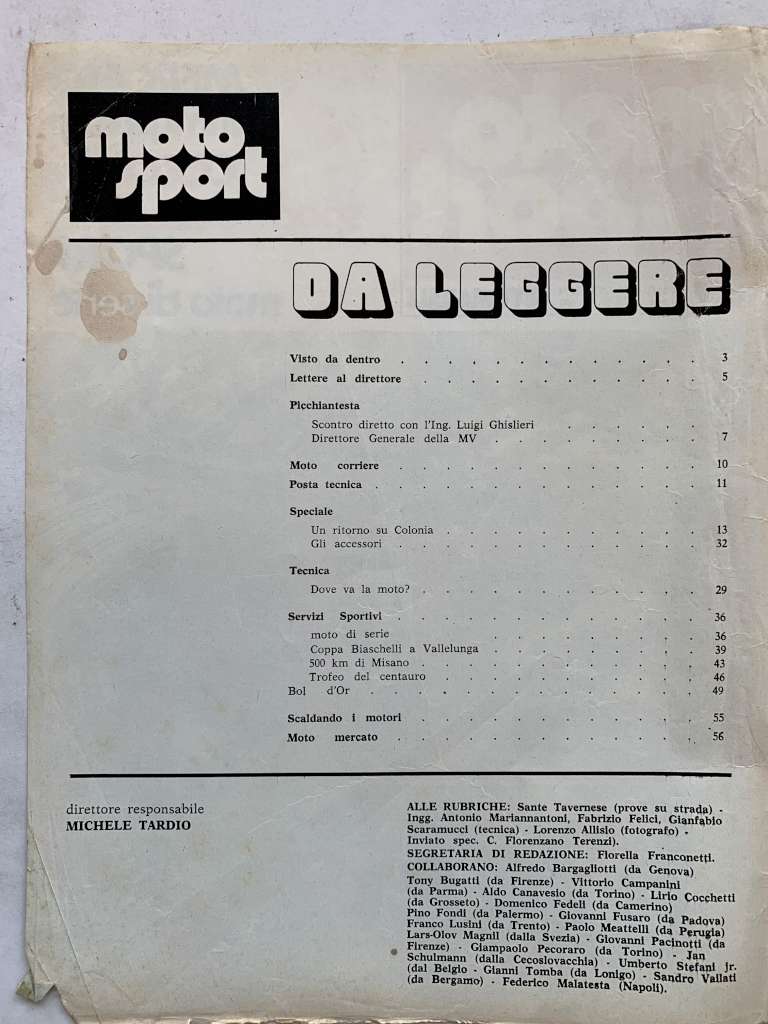 moto
sport
DA LEGGERE
Visto da dentro . . . . . . . . . . . . . 3
Lettere al direttore . . . . . . . . . . . . 5
Picchiantesta
Scontro diretto con l'Ing. Luigi Ghislieri . . . . . .
Direttore Generale della MV . . . . . . . . . 7
Moto corriere . . . . . . . . . . . . . 10
Posta tecnica . . . . . . . . . . . . . . 11
Speciale
Un ritorno su Colonia . . . . . . . . . . . 13
Gli accessori . . . . . . . . . . . . . 32
Tecnica
Dove va la moto? . . . . . . . . . . . . 29
Servizi Sportivi . . . . . . . . . . . . . 36
moto di serie . . . . . . . . . 36
Coppa Biaschelli a Vallelunga . . . . . . . . . 39
500 km di Misano . . . . . . . . . . . . 43
Trofeo del centauro . . . . . . . . . . . 46
Bol d'Or . . . . . . . . . . . . . . 49
Scaldando i motori . . . . . . . . . . . . 55
Moto mercato . . . . . . . . . . . . . 56
direttore responsabile
MICHELE TARDIO
ALLE RUBRICHE: Sante Tavernese (prove su strada) -
Ingg. Antonio Mariannantoni, Fabrizio Felici, Gianfabio
Scaramucci (tecnica) - Lorenzo Allisio (fotografo) -
Inviato spec. C. Florenzano Terenzi).
SEGRETARIA DI REDAZIONE: Fiorella Franconetti.
COLLABORANO: Alfredo Bargagliotti (da Genova)
Tony Bugatti (da Firenze) - Vittorio Campanini
(da Parma) - Aldo Canavesio (da Torino) - Lirio Cocchetti
(da Grosseto) - Domenico Fedeli (da Camerino)
Pino Fondi (da Palermo) - Giovanni Fusaro (da Padova)
Franco Lusini (da Trento) - Paolo Meattelli (da Perugia)
Lars-Olov Magnil (dalla Svezia) - Giovanni Pacinotti (da
Firenze) - Giampaolo Pecoraro (da Torino) - Jan
Schulmann (dalla Cecoslovacchia) - Umberto Stefani jr.
(dal Belgio - Gianni Tomba (da Lonigo) - Sandro Vailati
(da Bergamo) - Federico Malatesta (Napoli).